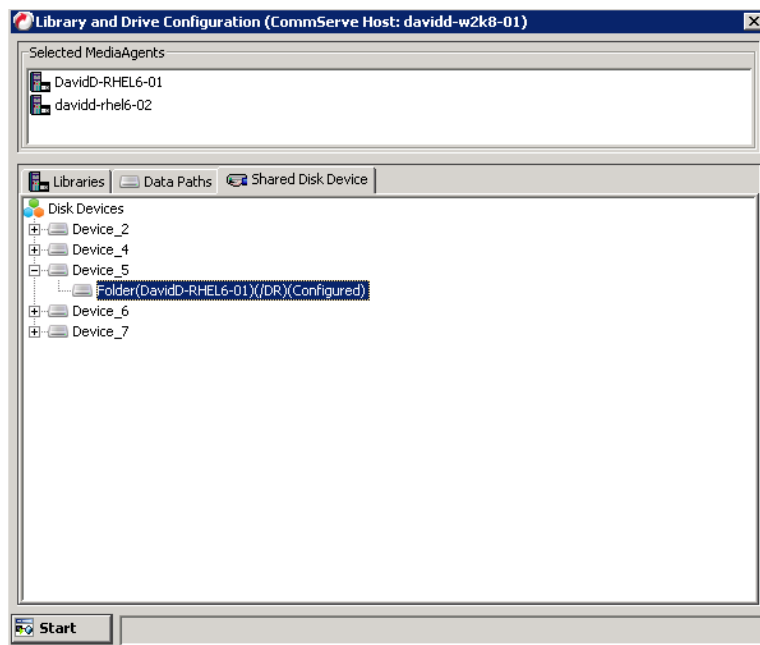 Library and Drive Configuration (CommServe Host: davidd-w2k8-01)
Selected MediaAgents
DavidD-RHEL6-01
davidd-rhel6-02
Libraries
Data Paths
Shared Disk Device
Disk Devices
Device_2
Device_4
Device_5
Folder(DavidD-RHEL6-01)(/DR)(Configured)
Device_6
Device_7
Start